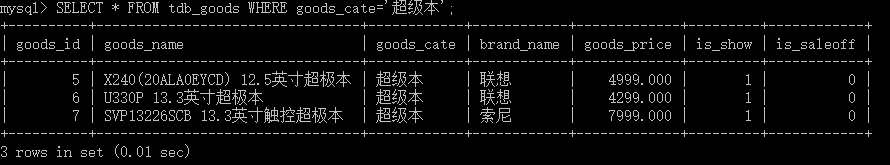 mysql> SELECT * FROM tdb_goods WHERE goods_cate='超级本';
+----------+---------------------------------+------------+------------+-------------+---------+------------+
| goods_id | goods_name | goods_cate | brand_name | goods_price | is_show | is_saleoff |
+----------+---------------------------------+------------+------------+-------------+---------+------------+
| 5 | X240(20ALA0EYCD) 12.5英寸超极本 | 超级本 | 联想 | 4999.000 | 1 | 0 |
| 6 | U330P 13.3英寸超极本 | 超级本 | 联想 | 4299.000 | 1 | 0 |
| 7 | SVP13226SCB 13.3英寸触控超极本 | 超级本 | 索尼 | 7999.000 | 1 | 0 |
+----------+---------------------------------+------------+------------+-------------+---------+------------+
3 rows in set (0.01 sec)